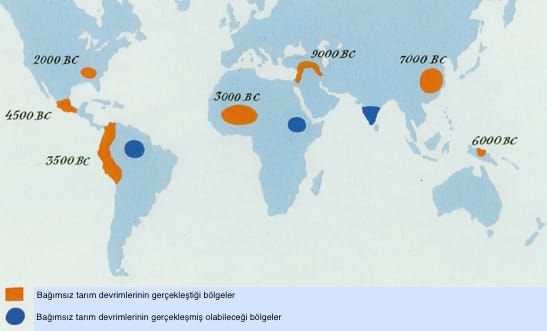 2000 BC
9000 BC
7000 BC
3000 BC
4500 BC
6000 BC
3500 BC
Bağımsız tarım devrimlerinin gerçekleştiği bölgeler
Bağımsız tarım devrimlerinin gerçekleşmiş olabileceği bölgeler